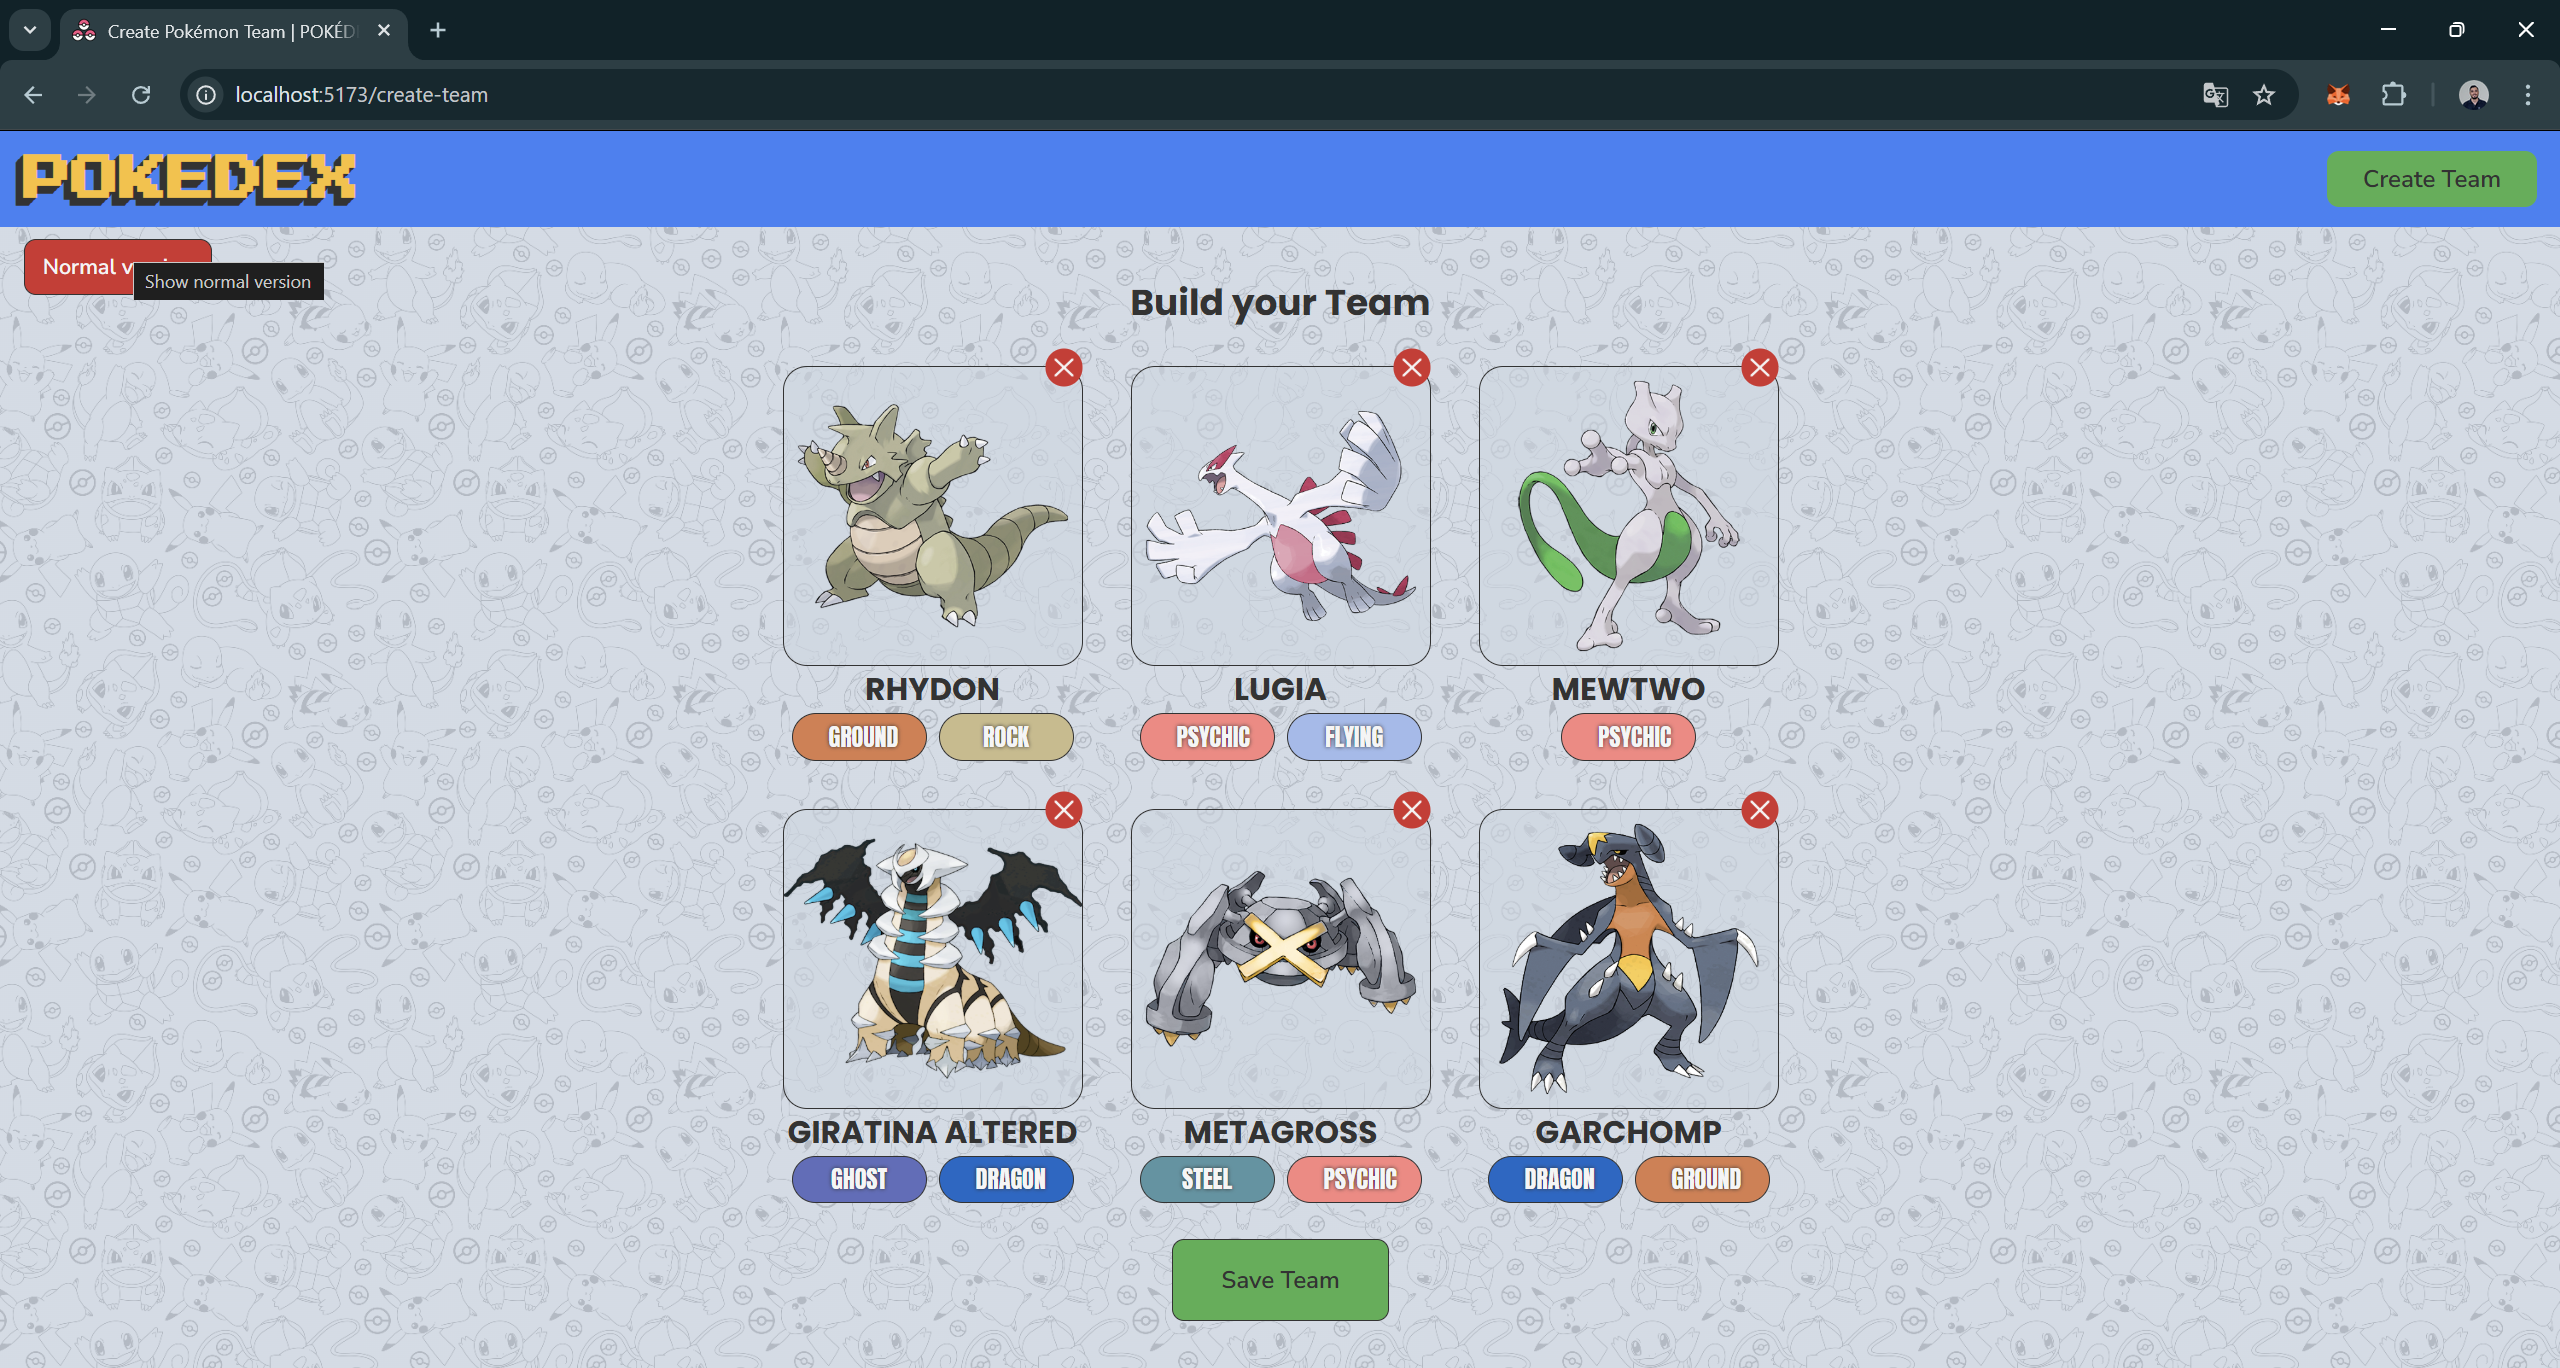 Create Pokémon Team | POKÉD
localhost:5173/create-team
POKEDEX
Create Team
Normal
Show normal version
Build your Team
RHYDON
LUGIA
MEWTWO
GROUND ROCK
PSYCHIC FLYING
PSYCHIC
GIRATINA ALTERED
METAGROSS
GARCHOMP
GHOST DRAGON
STEEL PSYCHIC
DRAGON GROUND
Save Team